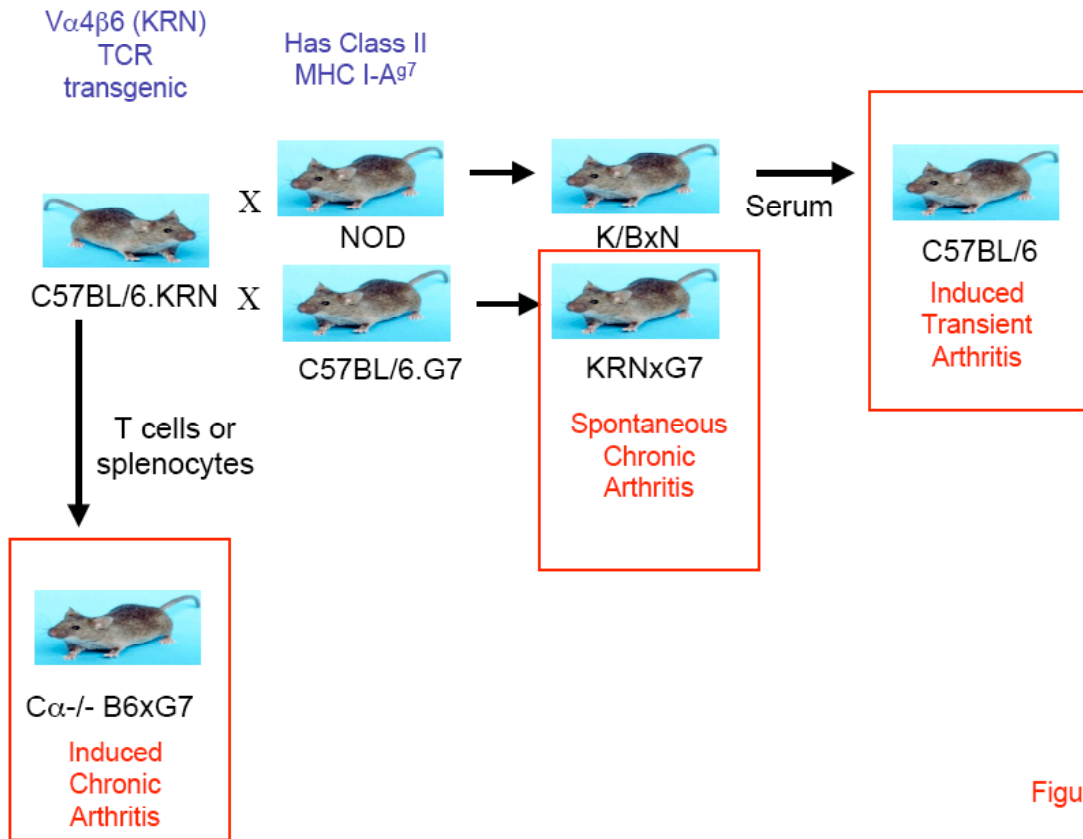 Vα4β6 (KRN)
TCR
transgenic
Has Class II
MHC I-Ag7
X
NOD
K/BxN
Serum
C57BL/6
Induced
Transient
Arthritis
C57BL/6.KRN
X
C57BL/6.G7
KRNxG7
Spontaneous
Chronic
Arthritis
T cells or
splenocytes
Cα-/- B6xG7
Induced
Chronic
Arthritis
Figu